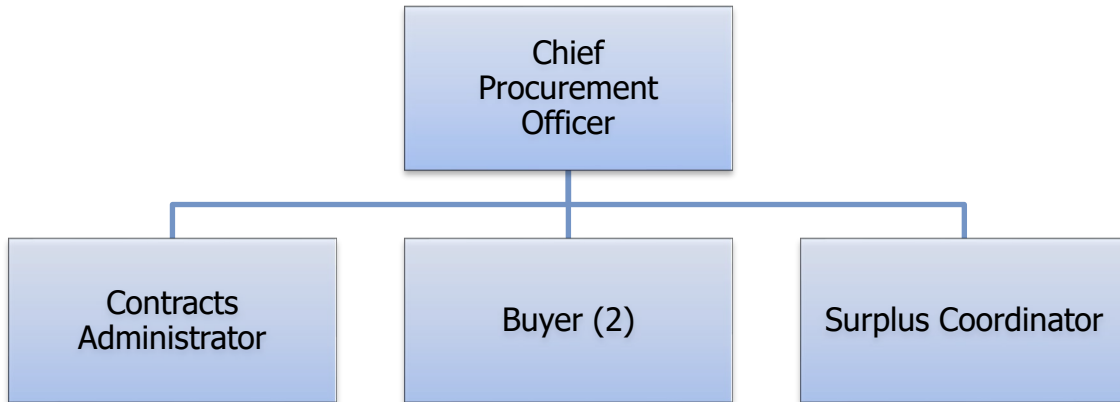 Chief
Procurement
Officer
Contracts
Administrator
Buyer (2)
Surplus Coordinator